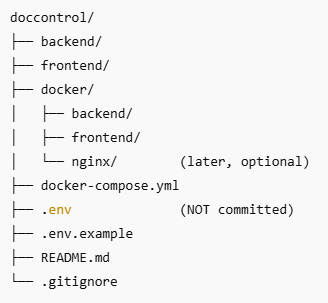 doccontrol/
├── backend/
├── frontend/
├── docker/
│   ├── backend/
│   ├── frontend/
│   └── nginx/        (later, optional)
├── docker-compose.yml
├── .env              (NOT committed)
├── .env.example
├── README.md
└── .gitignore